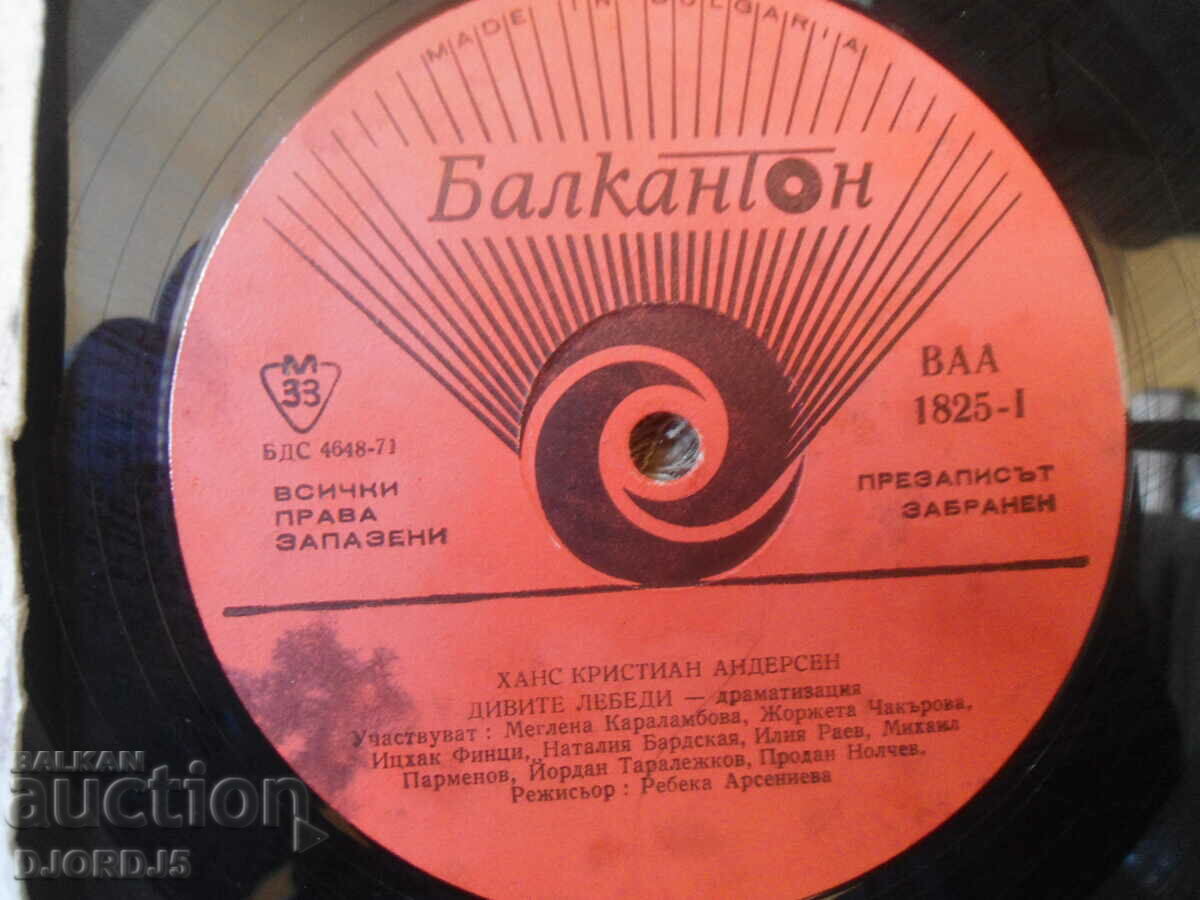 MADE IN BULGARIA
Балкантон
М
33
БДС 4648-71
ВСИЧКИ
ПРАВА
ЗАПАЗЕНИ
ВАА
1825-I
ПРЕЗАПИСЪТ
ЗАБРАНЕН
ХАНС КРИСТИАН АНДЕРСЕН
ДИВИТЕ ЛЕБЕДИ — драматизация
Участвуват : Меглена Караламбова, Жоржета Чакърова,
Ицхак Финци, Наталия Бардская, Илия Раев, Михаил
Парменов, Йордан Таралежков, Продан Нолчев.
Режисьор : Ребека Арсениева
BALKAN
auction
DJORDJ5